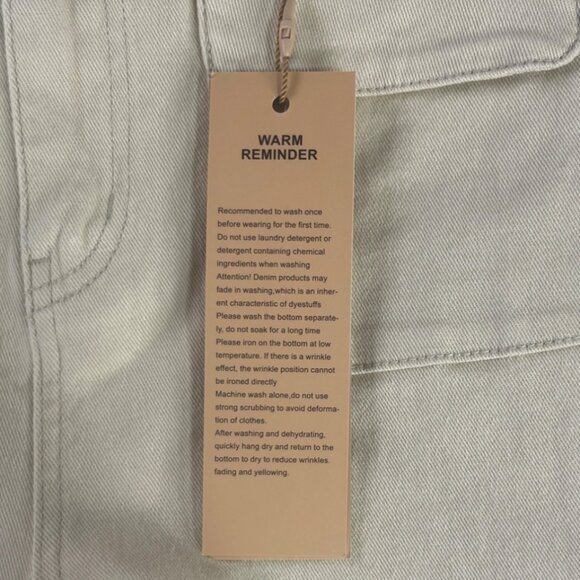 WARM
REMINDER
Recommended to wash once
before wearing for the first time.
Do not use laundry detergent or
detergent containing chemical
ingredients when washing
Attention! Denim products may
fade in washing,which is an inher-
ent characteristic of dyestuffs
Please wash the bottom separate-
ly, do not soak for a long time
Please iron on the bottom at low
temperature. If there is a wrinkle
effect, the wrinkle position cannot
be ironed directly
Machine wash alone,do not use
strong scrubbing to avoid deforma-
tion of clothes.
After washing and dehydrating,
quickly hang dry and return to the
bottom to dry to reduce wrinkles.
fading and yellowing.